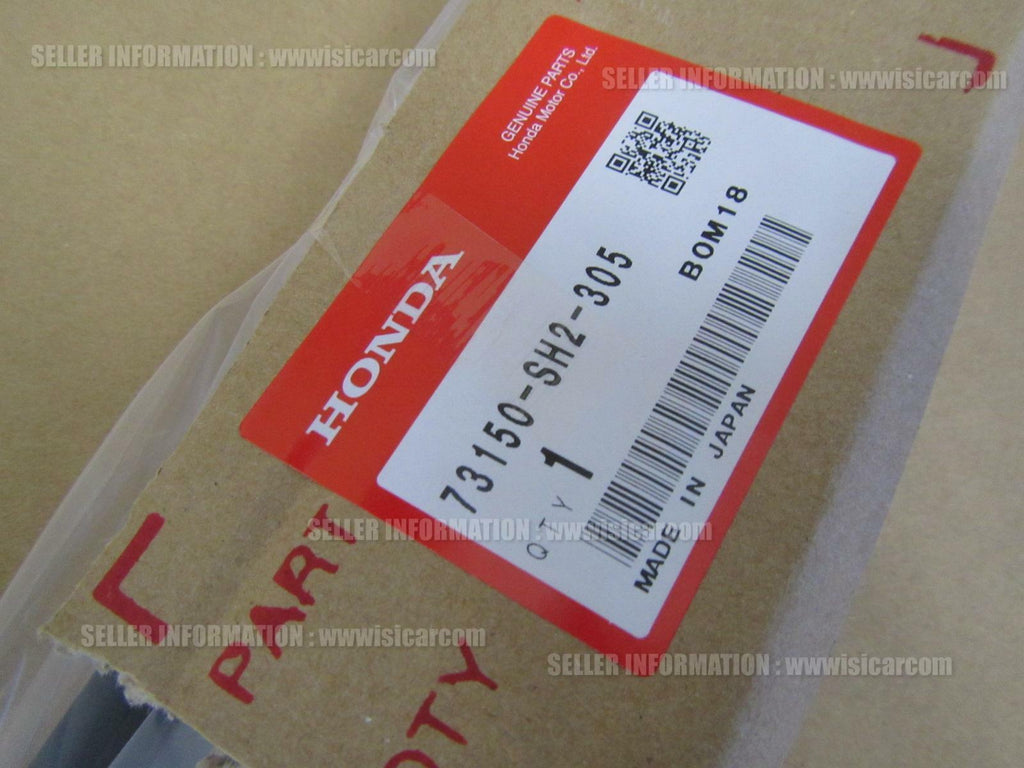 SELLER INFORMATION : wwwisicarcom
SELLER INFORMATION : wwwisicarcom
GENUINE PARTS
Honda Motor Co., Ltd.
HONDA
73150-SH2-305
BOM18
QTY 1
MADE IN JAPAN
SELLER INFORMATION : wwwisicarcom
PART
SELLER INFORMATION : wwwisicarcom
QTY
SELLER INFORMATION : wwwisicarcom